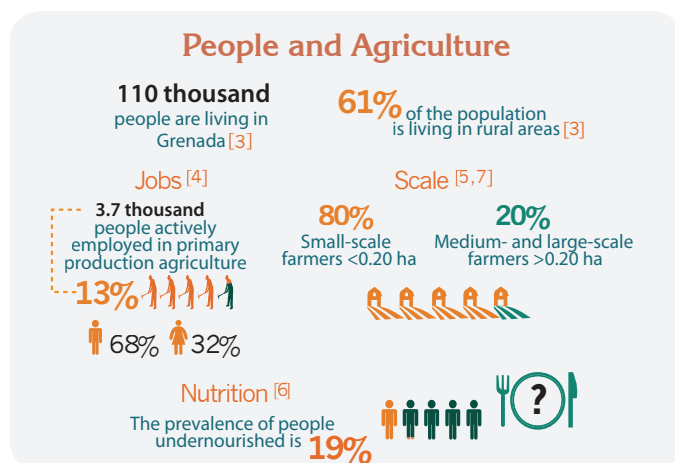 People and Agriculture
110 thousand
people are living in
Grenada [3]
61% of the population
is living in rural areas [3]
Jobs [4]
3.7 thousand
people actively
employed in primary
production agriculture
13%
68% 32%
Scale [5,7]
80%
Small-scale
farmers <0.20 ha
20%
Medium- and large-scale
farmers >0.20 ha
Nutrition [6]
The prevalence of people
undernourished is 19%
?